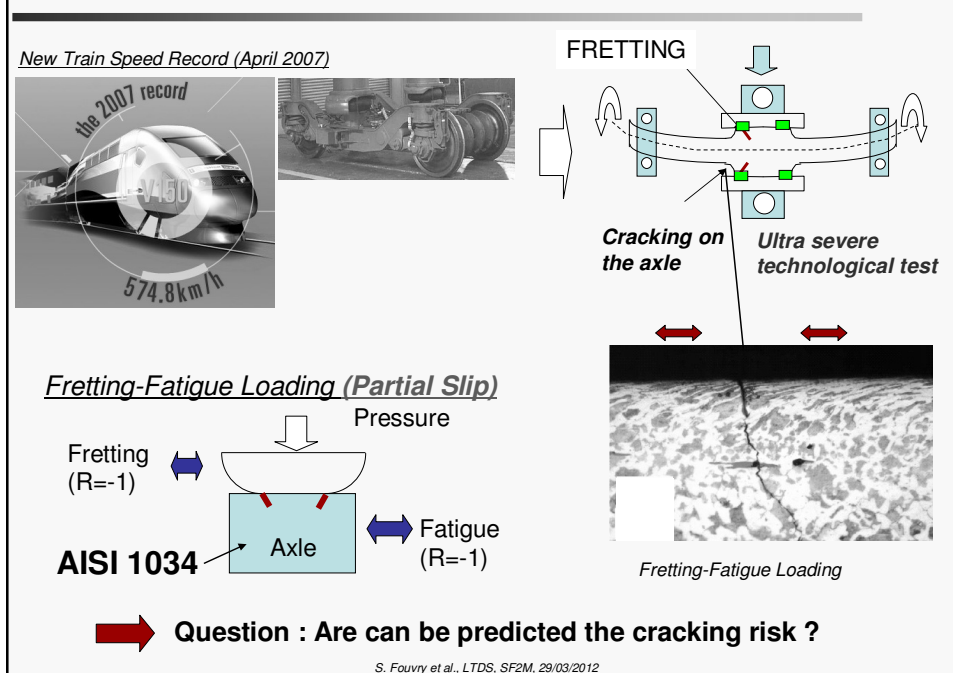 New Train Speed Record (April 2007)
the 2007 record
V150
574.8km/h
FRETTING
Cracking on
the axle
Ultra severe
technological test
Fretting-Fatigue Loading (Partial Slip)
Pressure
Fretting
(R=-1)
Axle
Fatigue
(R=-1)
AISI 1034
Fretting-Fatigue Loading
Question : Are can be predicted the cracking risk ?
S. Fouvry et al., LTDS, SF2M, 29/03/2012